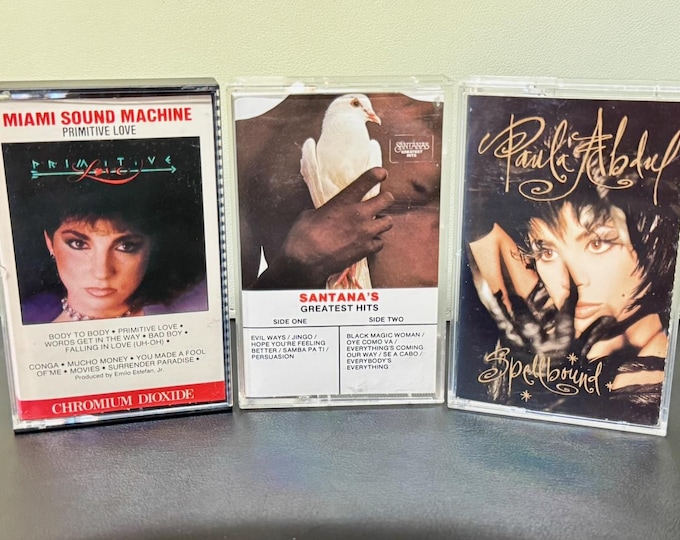 MIAMI SOUND MACHINE
PRIMITIVE LOVE
PRIMITIVE
Love
BODY TO BODY • PRIMITIVE LOVE •
WORDS GET IN THE WAY • BAD BOY •
FALLING IN LOVE (UH-OH) •
CONGA • MUCHO MONEY • YOU MADE A FOOL
OF ME • MOVIES • SURRENDER PARADISE •
Produced by Emilio Estefan, Jr.
CHROMIUM DIOXIDE
SANTANA'S
GREATEST HITS
SANTANA'S
GREATEST HITS
SIDE ONE
EVIL WAYS / JINGO /
HOPE YOU'RE FEELING
BETTER / SAMBA PA TI /
PERSUASION
SIDE TWO
BLACK MAGIC WOMAN /
OYE COMO VA /
EVERYTHING'S COMING
OUR WAY / SE A CABO /
EVERYBODY'S
EVERYTHING
Paula Abdul
Spellbound